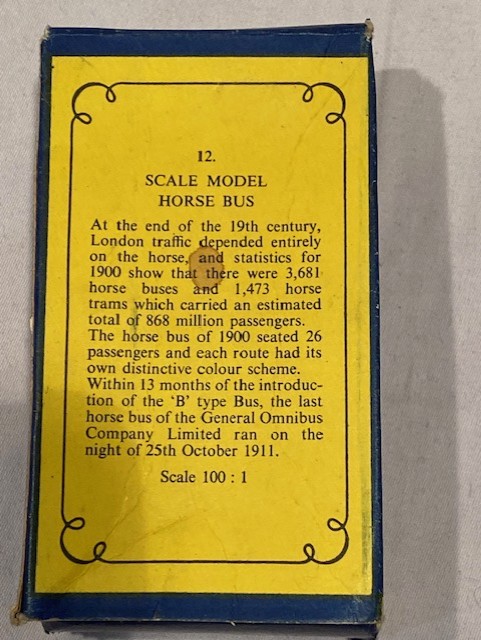 12.
SCALE MODEL
HORSE BUS
At the end of the 19th century,
London traffic depended entirely
on the horse, and statistics for
1900 show that there were 3,681
horse buses and 1,473 horse
trams which carried an estimated
total of 868 million passengers.
The horse bus of 1900 seated 26
passengers and each route had its
own distinctive colour scheme.
Within 13 months of the introduc-
tion of the ‘B’ type Bus, the last
horse bus of the General Omnibus
Company Limited ran on the
night of 25th October 1911.
Scale 100 : 1